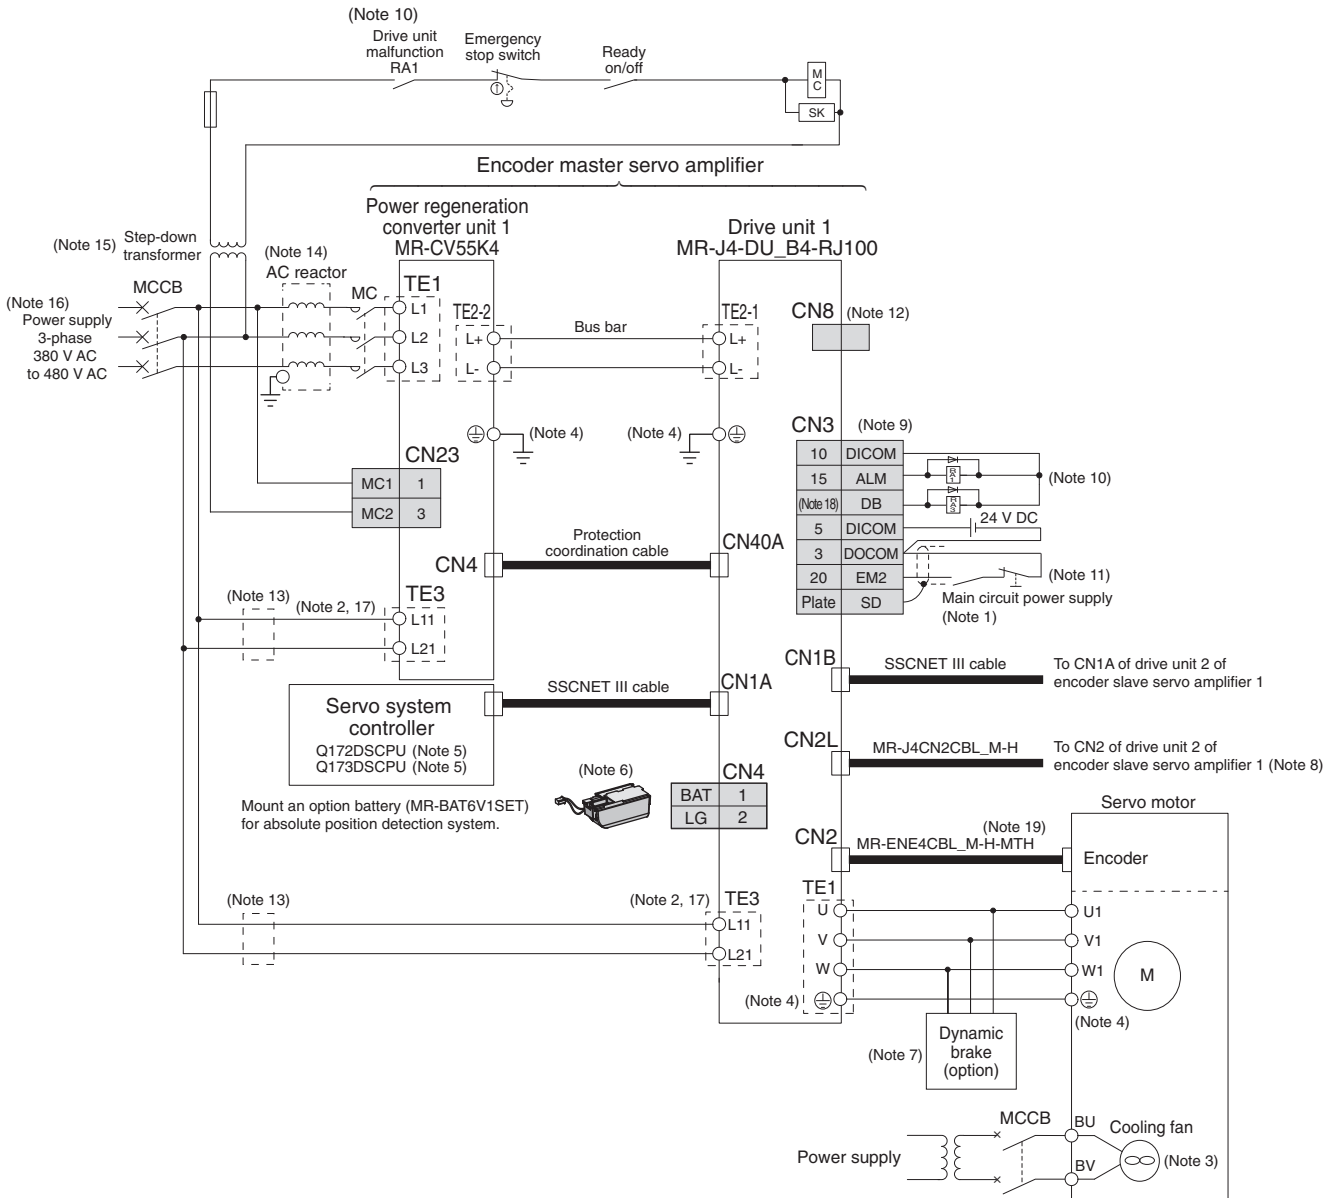 (Note 10)
Drive unit
malfunction
RA1
Emergency
stop switch
Ready
on/off
M
C
SK
Encoder master servo amplifier
Power regeneration
converter unit 1
MR-CV55K4
Drive unit 1
MR-J4-DU_B4-RJ100
(Note 15)
Step-down
transformer
(Note 14)
AC reactor
MCCB
MC
TE1
(Note 16)
Power supply
3-phase
380 V AC
to 480 V AC
L1
L2
L3
TE2-2
L+
L-
Bus bar
TE2-1
L+
L-
CN8
(Note 12)
(Note 4)
(Note 4)
CN3
(Note 9)
10 DICOM
15 ALM
(Note 18) DB
5 DICOM
3 DOCOM
20 EM2
Plate SD
(Note 10)
24 V DC
(Note 11)
Main circuit power supply
(Note 1)
CN23
MC1 1
MC2 3
CN4
Protection
coordination cable
CN40A
(Note 13)
(Note 2, 17)
TE3
L11
L21
CN1B
SSCNET III cable
To CN1A of drive unit 2 of
encoder slave servo amplifier 1
Servo system
controller
Q172DSCPU (Note 5)
Q173DSCPU (Note 5)
SSCNET III cable
CN1A
CN2L
MR-J4CN2CBL_M-H
To CN2 of drive unit 2 of
encoder slave servo amplifier 1 (Note 8)
Mount an option battery (MR-BAT6V1SET)
for absolute position detection system.
(Note 6)
CN4
BAT 1
LG 2
Servo motor
CN2
(Note 19)
MR-ENE4CBL_M-H-MTH
Encoder
(Note 13)
(Note 2, 17)
TE3
L11
L21
TE1
U
V
W
(Note 4)
U1
V1
W1
M
(Note 4)
(Note 7)
Dynamic
brake
(option)
Power supply
MCCB
BU
BV
Cooling fan
(Note 3)